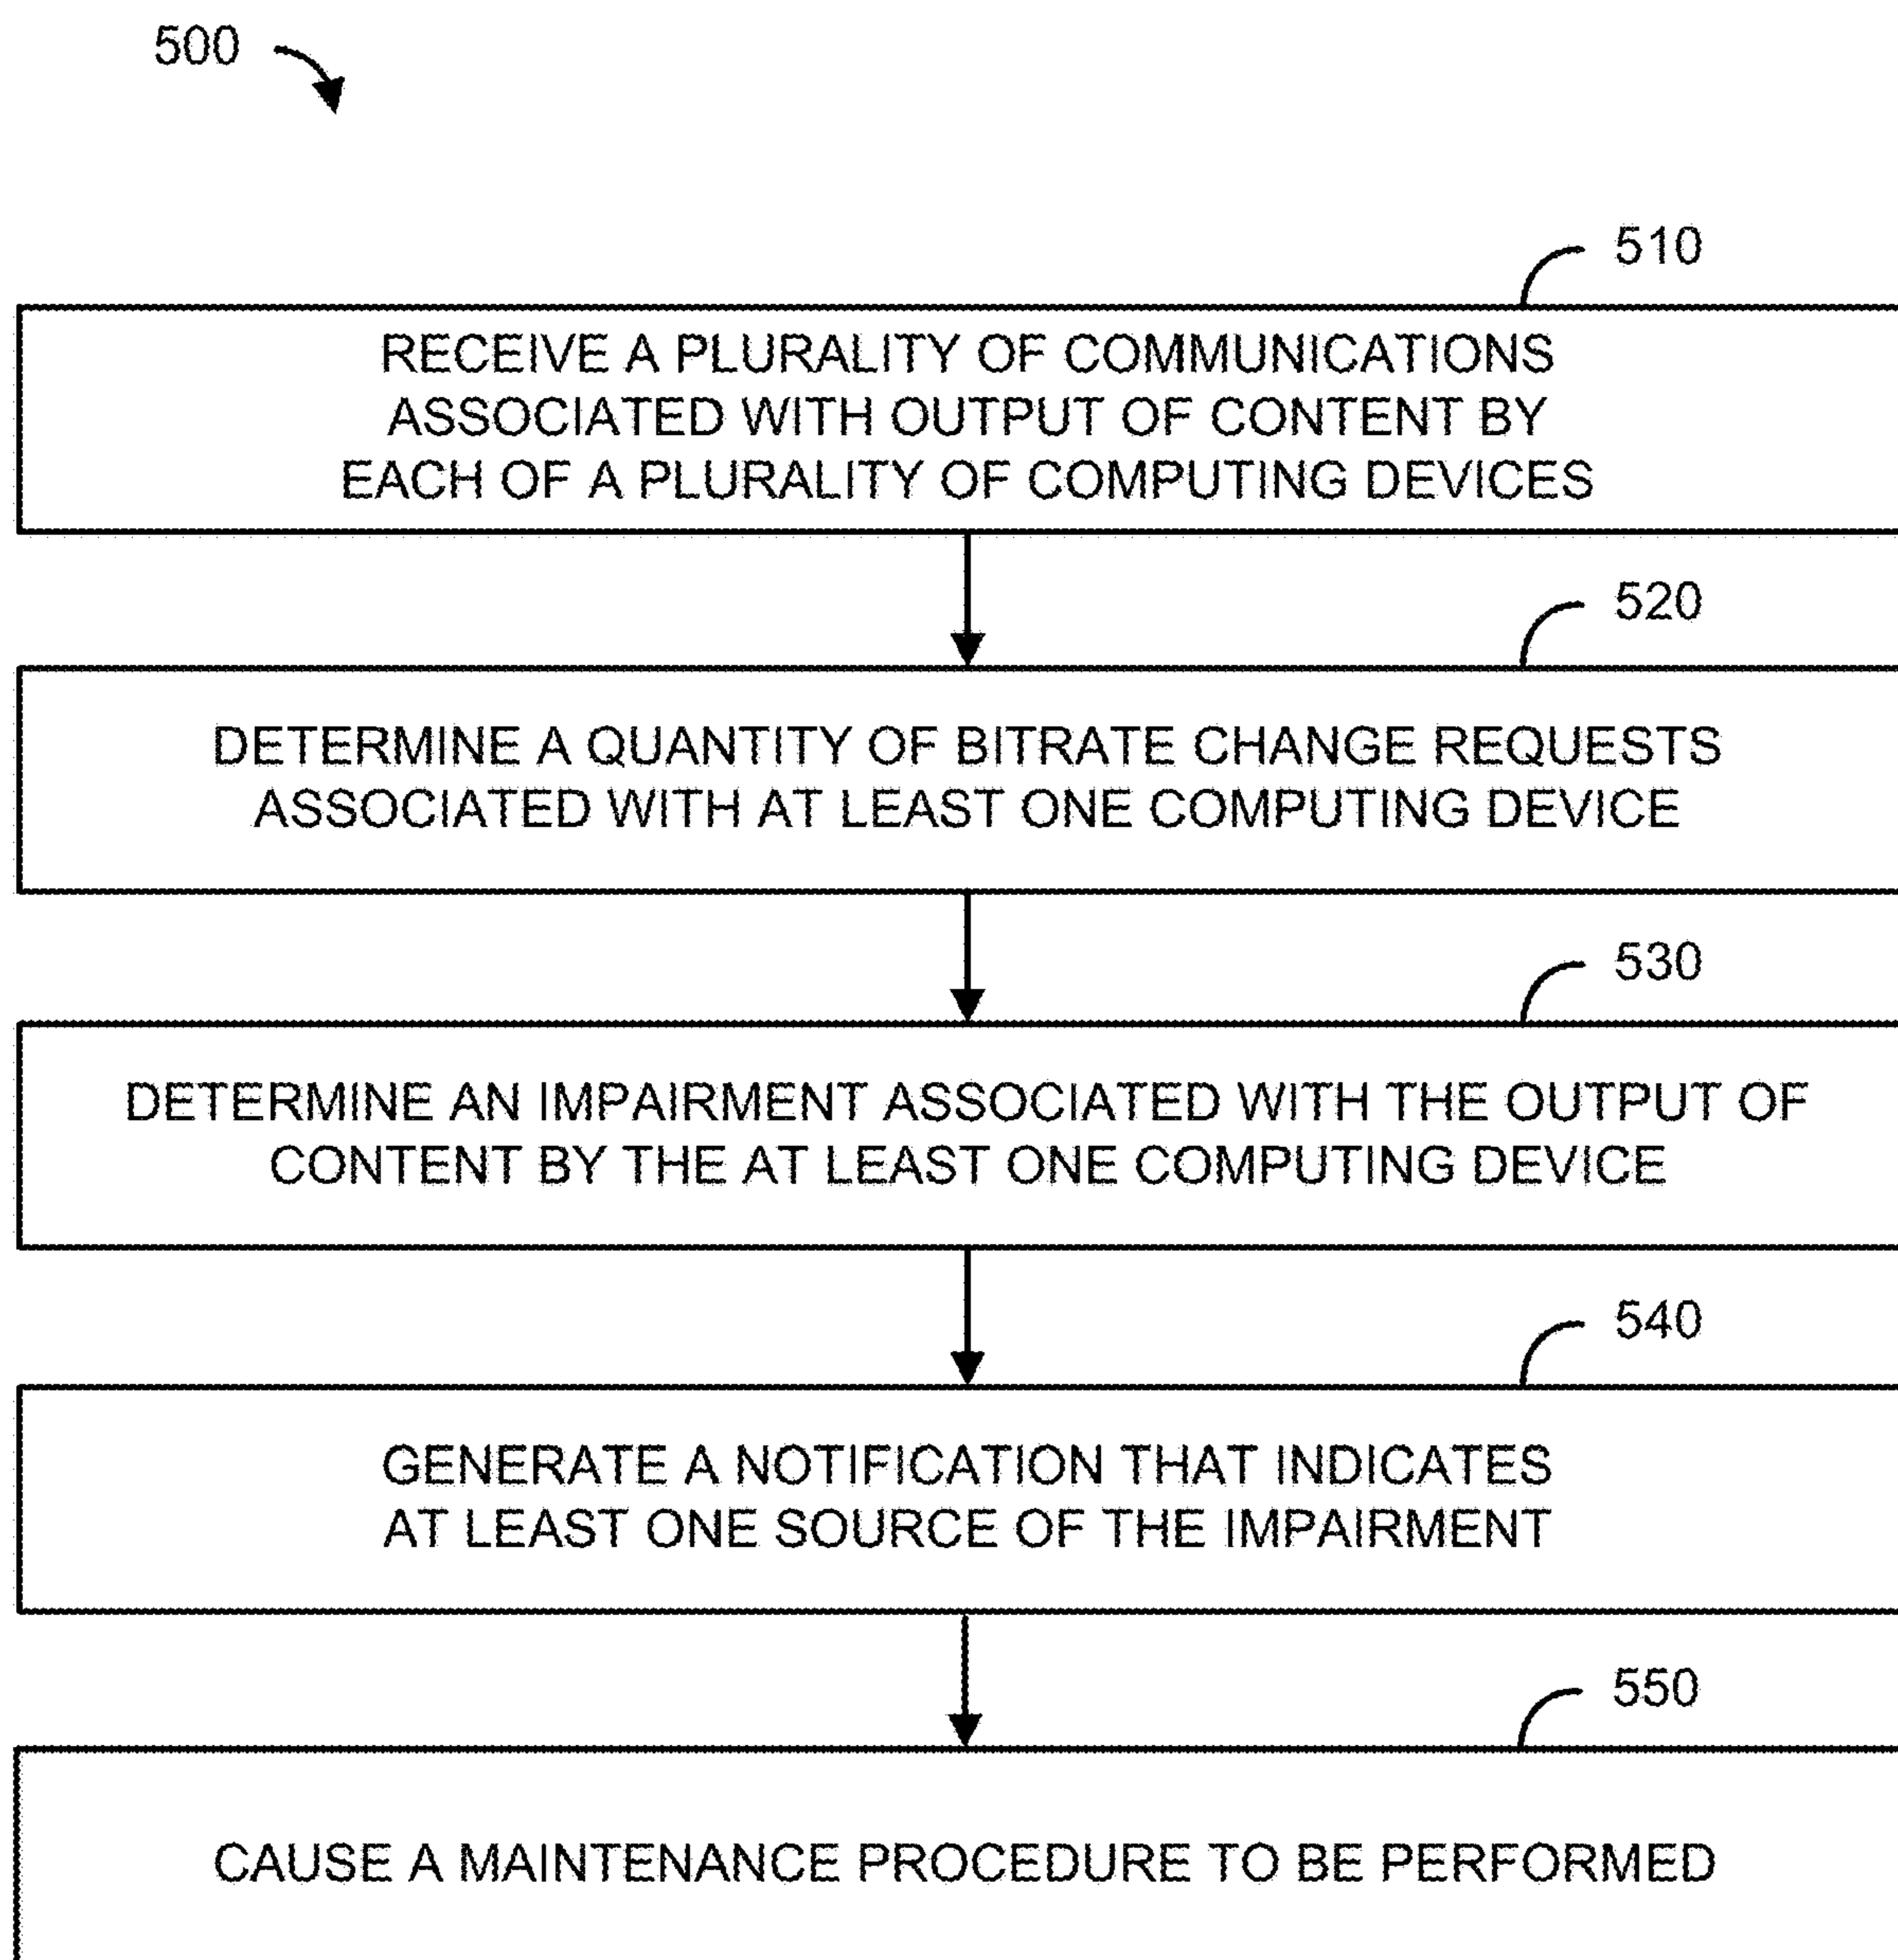 500
510
RECEIVE A PLURALITY OF COMMUNICATIONS
ASSOCIATED WITH OUTPUT OF CONTENT BY
EACH OF A PLURALITY OF COMPUTING DEVICES
520
DETERMINE A QUANTITY OF BITRATE CHANGE REQUESTS
ASSOCIATED WITH AT LEAST ONE COMPUTING DEVICE
530
DETERMINE AN IMPAIRMENT ASSOCIATED WITH THE OUTPUT OF
CONTENT BY THE AT LEAST ONE COMPUTING DEVICE
540
GENERATE A NOTIFICATION THAT INDICATES
AT LEAST ONE SOURCE OF THE IMPAIRMENT
550
CAUSE A MAINTENANCE PROCEDURE TO BE PERFORMED